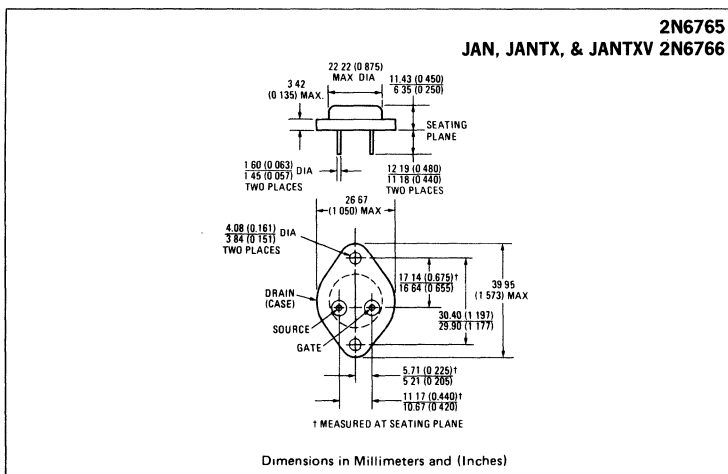 2N6765
JAN, JANTX, & JANTXV 2N6766
22 22 (0 875)
MAX DIA
3 42
(0 135) MAX.
11.43 (0 450)
6 35 (0 250)
SEATING
PLANE
1 60 (0 063)
1 45 (0 057) DIA
TWO PLACES
12 19 (0 480)
11 18 (0 440)
TWO PLACES
26 67
(1 050) MAX
4.08 (0.161)
3 84 (0 151) DIA
TWO PLACES
17 14 (0.675)†
16 64 (0 655)
39 95
(1 573) MAX
DRAIN
(CASE)
30.40 (1 197)
29.90 (1 177)
SOURCE
GATE
5.71 (0 225)†
5 21 (0 205)
11 17 (0.440)†
10.67 (0 420)
† MEASURED AT SEATING PLANE
Dimensions in Millimeters and (Inches)